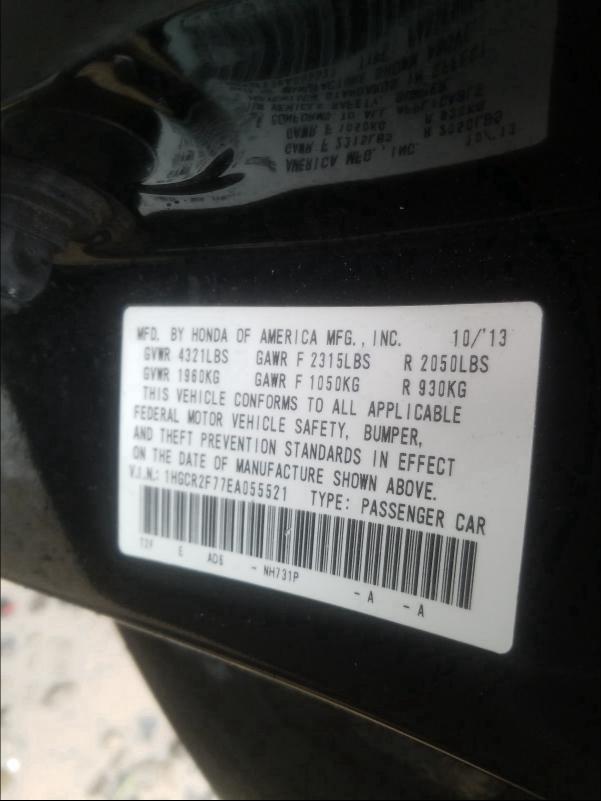 MFD. BY HONDA OF AMERICA MFG., INC. 10/'13
GVWR 4321LBS GAWR F 2315LBS R 2050LBS
GVWR 1960KG GAWR F 1050KG R 930KG
THIS VEHICLE CONFORMS TO ALL APPLICABLE
FEDERAL MOTOR VEHICLE SAFETY, BUMPER,
AND THEFT PREVENTION STANDARDS IN EFFECT
ON THE DATE OF MANUFACTURE SHOWN ABOVE.
V.I.N.: 1HGCR2F77EA055521 TYPE: PASSENGER CAR
T2F E AD6 - NH731P - A - A